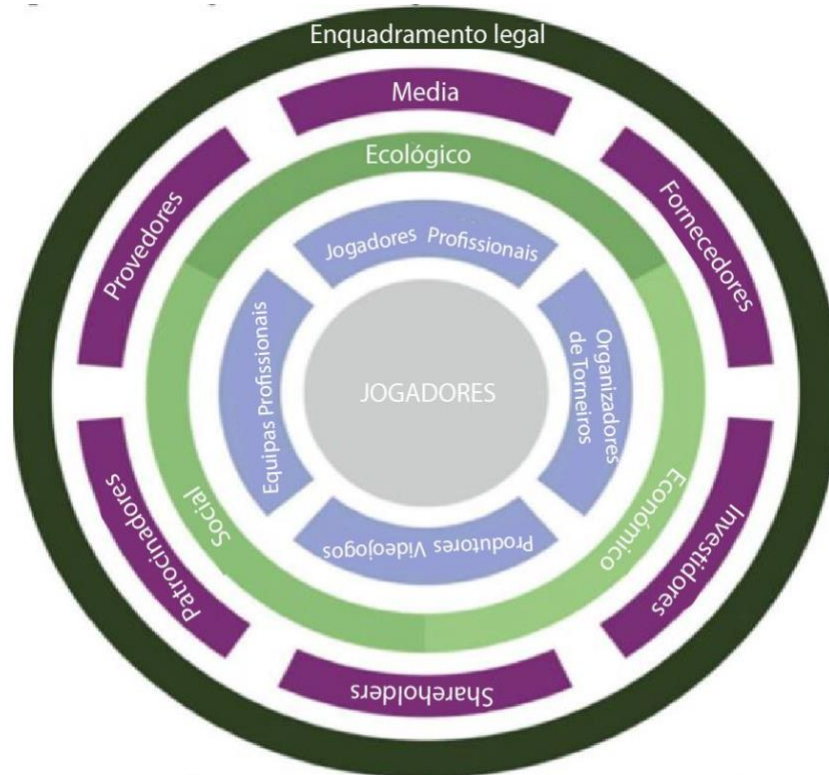 Enquadramento legal
Media
Provedores
Fornecedores
Ecológico
Jogadores Profissionais
Equipas Profissionais
JOGADORES
Organizadores
de Torneiros
Produtores Videojogos
Social
Económico
Patrocinadores
Investidores
Shareholders